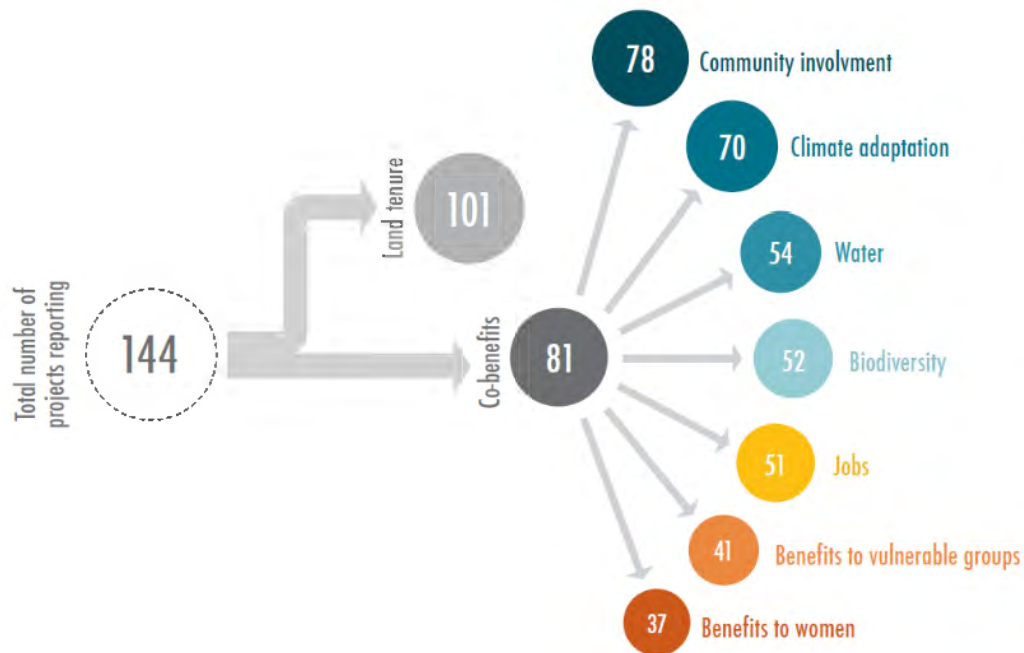 Total number of
projects reporting
144
Land tenure
101
Co-benefits
81
78
Community involvment
70
Climate adaptation
54
Water
52
Biodiversity
51
Jobs
41
Benefits to vulnerable groups
37
Benefits to women